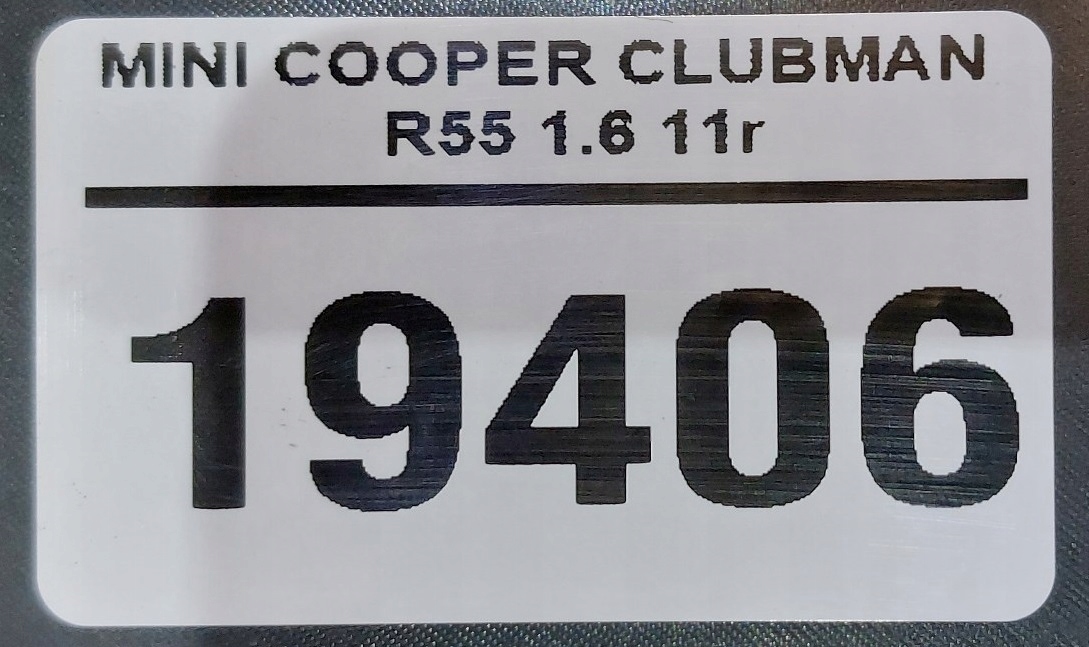 MINI COOPER CLUBMAN
R55 1.6 11r
19406